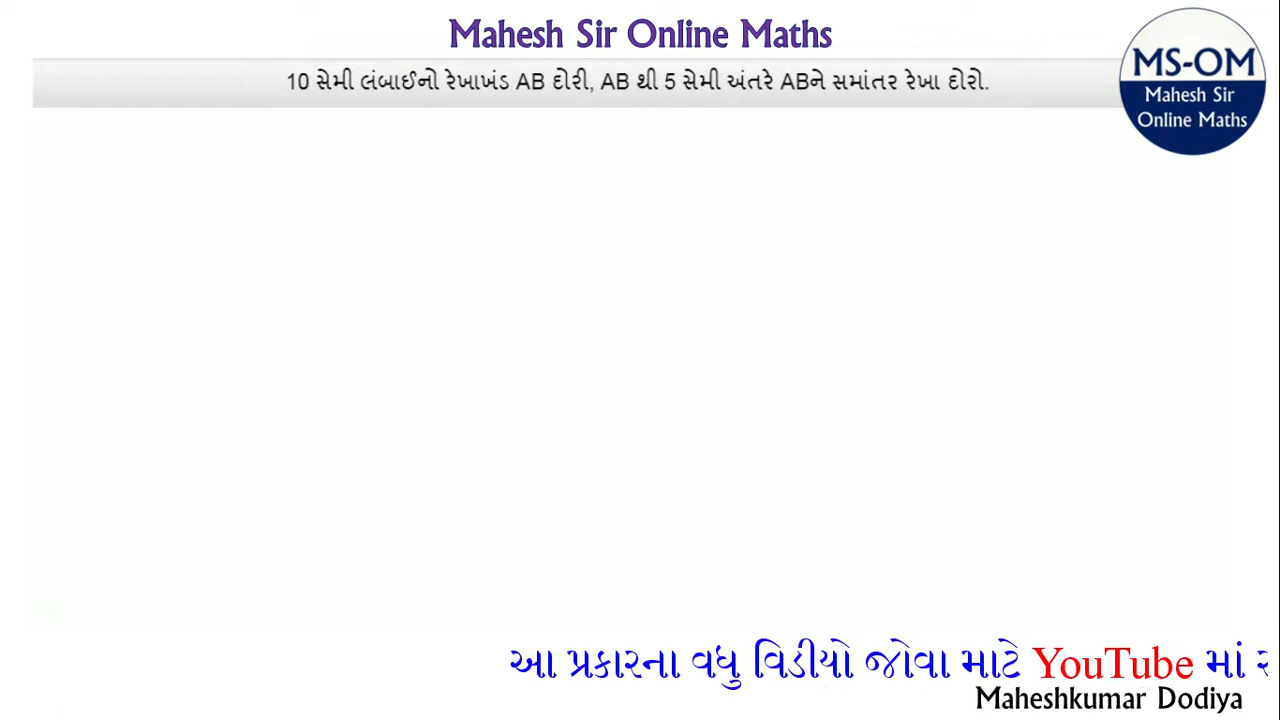 Mahesh Sir Online Maths
10 સેમી લંબાઈનો રેખાખંડ AB દોરી, AB થી 5 સેમી અંતરે ABને સમાંતર રેખા દોરો.
MS-OM
Mahesh Sir
Online Maths
આ પ્રકારના વધુ વિડીયો જોવા માટે YouTube માં
Maheshkumar Dodiya